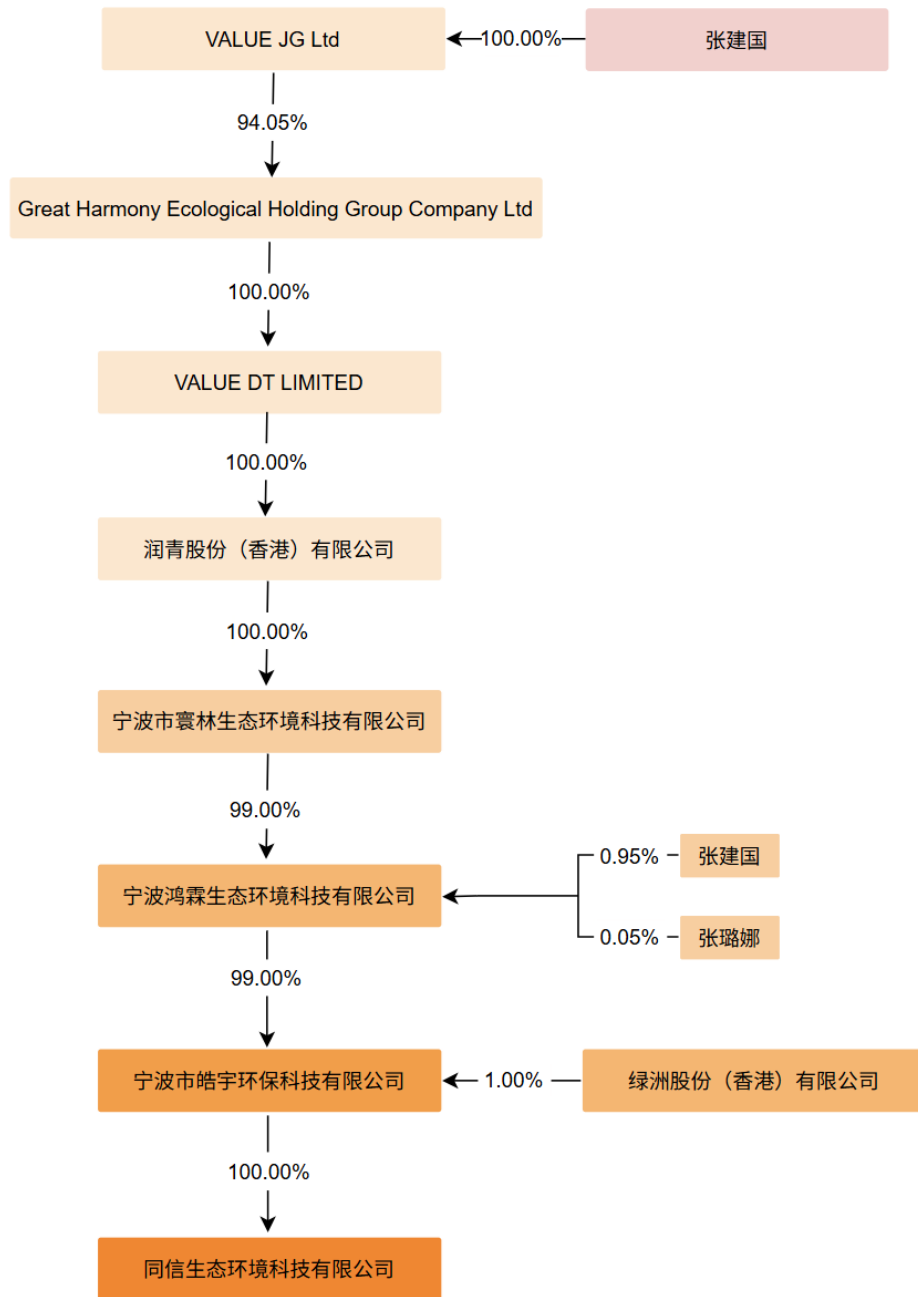 VALUE JG Ltd
100.00%
张建国
94.05%
Great Harmony Ecological Holding Group Company Ltd
100.00%
VALUE DT LIMITED
100.00%
润青股份（香港）有限公司
100.00%
宁波市寰林生态环境科技有限公司
99.00%
0.95%
张建国
宁波鸿霖生态环境科技有限公司
0.05%
张璐娜
99.00%
宁波市皓宇环保科技有限公司
1.00%
绿洲股份（香港）有限公司
100.00%
同信生态环境科技有限公司